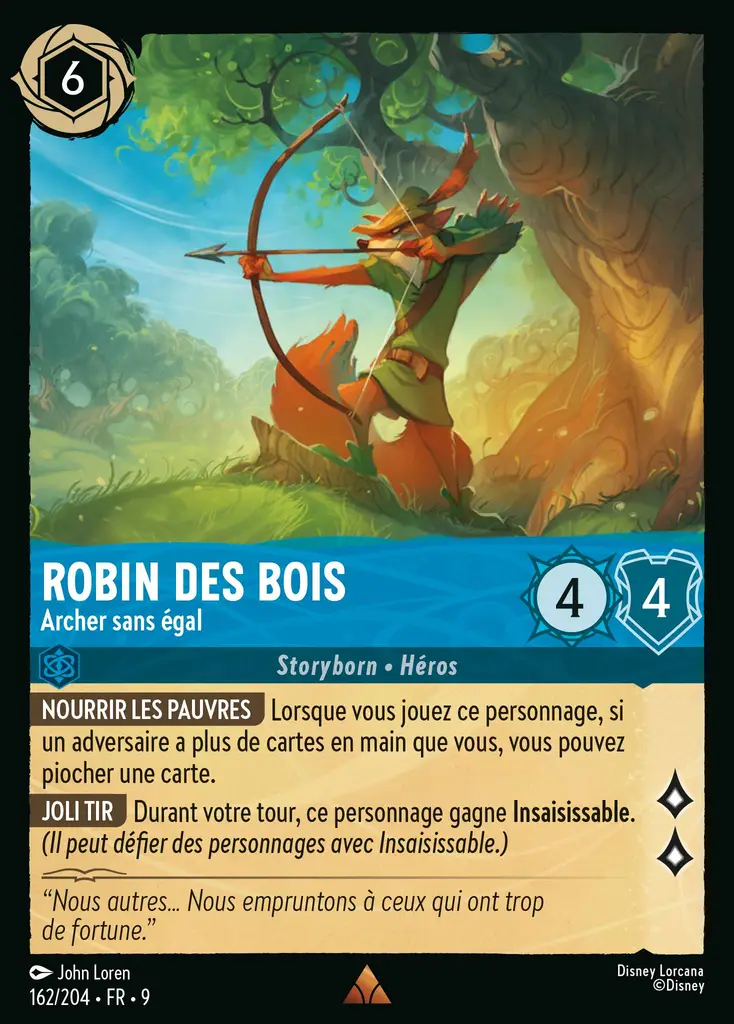 6
ROBIN DES BOIS
Archer sans égal
4
4
Storyborn • Héros
NOURRIR LES PAUVRES Lorsque vous jouez ce personnage, si
un adversaire a plus de cartes en main que vous, vous pouvez
piocher une carte.
JOLI TIR Durant votre tour, ce personnage gagne Insaisissable.
(Il peut défier des personnages avec Insaisissable.)
“Nous autres... Nous empruntons à ceux qui ont trop
de fortune.”
John Loren
162/204 • FR • 9
Disney Lorcana
©Disney